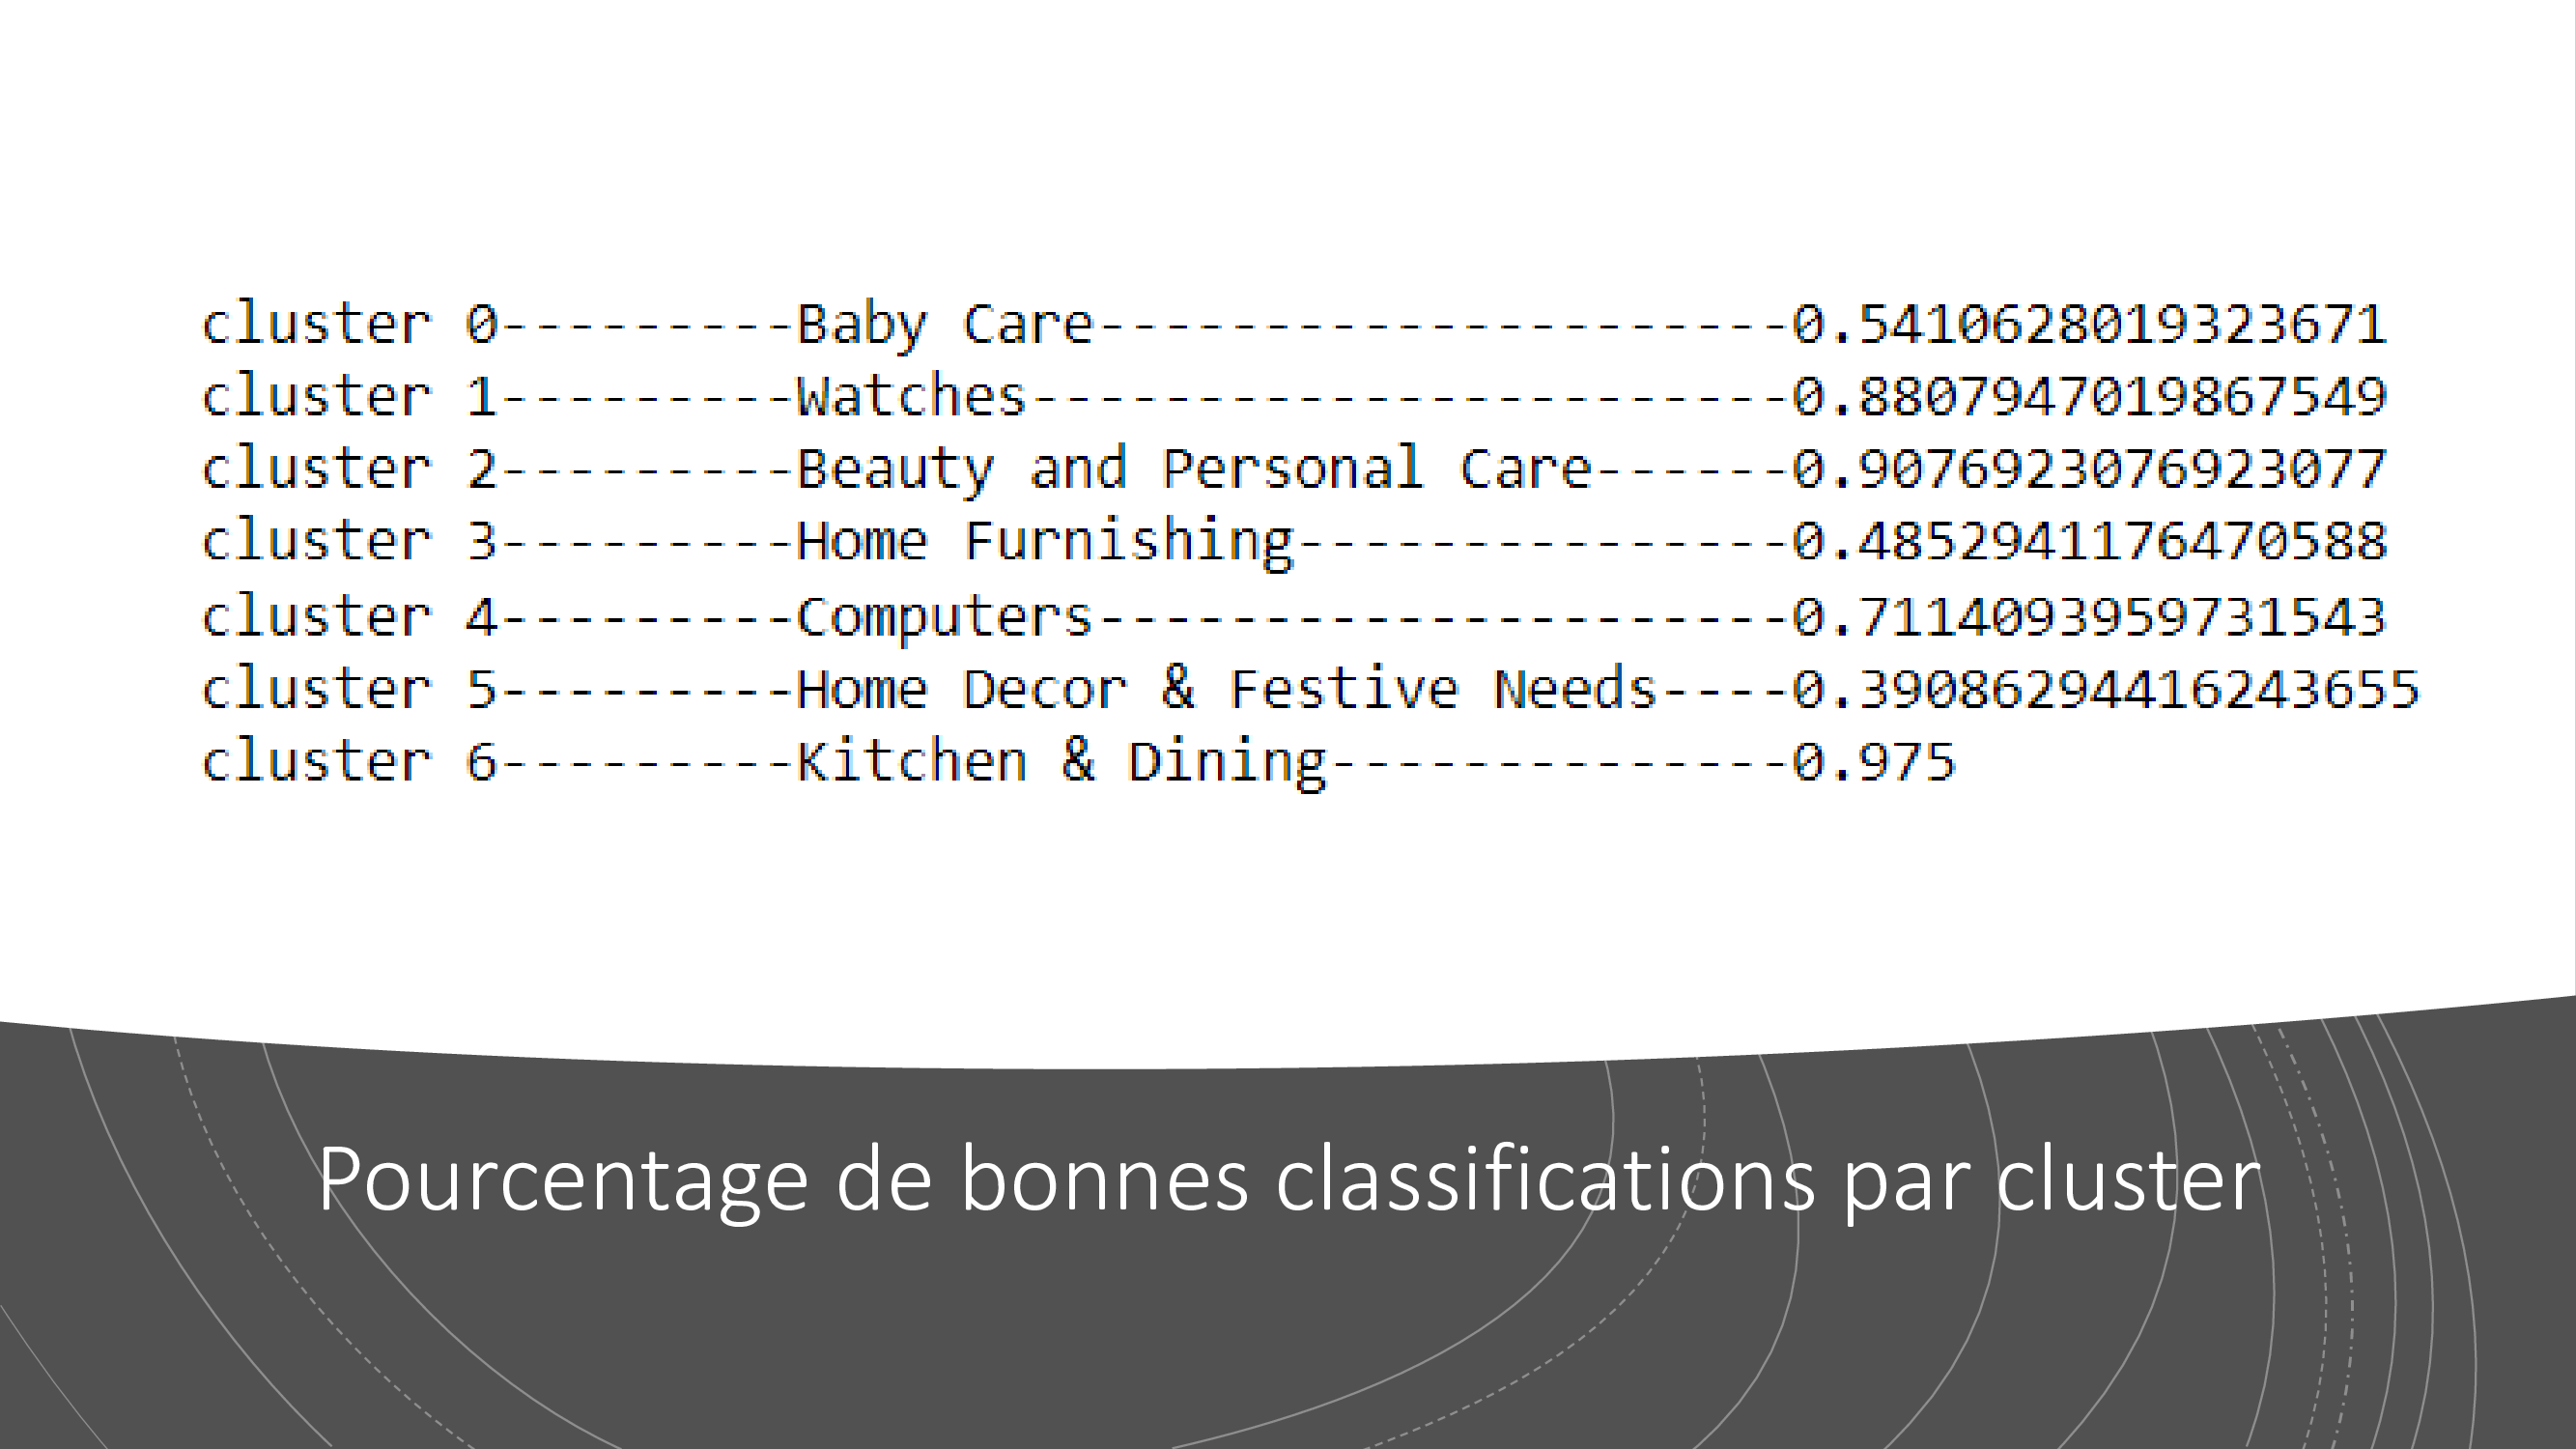 cluster 0---------Baby Care---------------------0.5410628019323671
cluster 1---------Watches-----------------------0.8807947019867549
cluster 2---------Beauty and Personal Care------0.9076923076923077
cluster 3---------Home Furnishing---------------0.4852941176470588
cluster 4---------Computers---------------------0.7114093959731543
cluster 5---------Home Decor & Festive Needs----0.39086294416243655
cluster 6---------Kitchen & Dining--------------0.975
Pourcentage de bonnes classifications par cluster